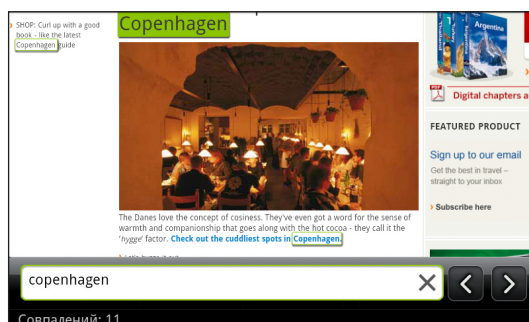 SHOP: Curl up with a good
book - like the latest
Copenhagen guide
Copenhagen
The Danes love the concept of cosiness. They've even got a word for the sense of
warmth and companionship that goes along with the hot cocoa - they call it the
'hygge' factor. Check out the cuddliest spots in Copenhagen.
Argentina
PDF
Digital chapters a
FEATURED PRODUCT
Sign up to our email
Get the best in travel –
straight to your inbox
Subscribe here
copenhagen
Совпадений: 11